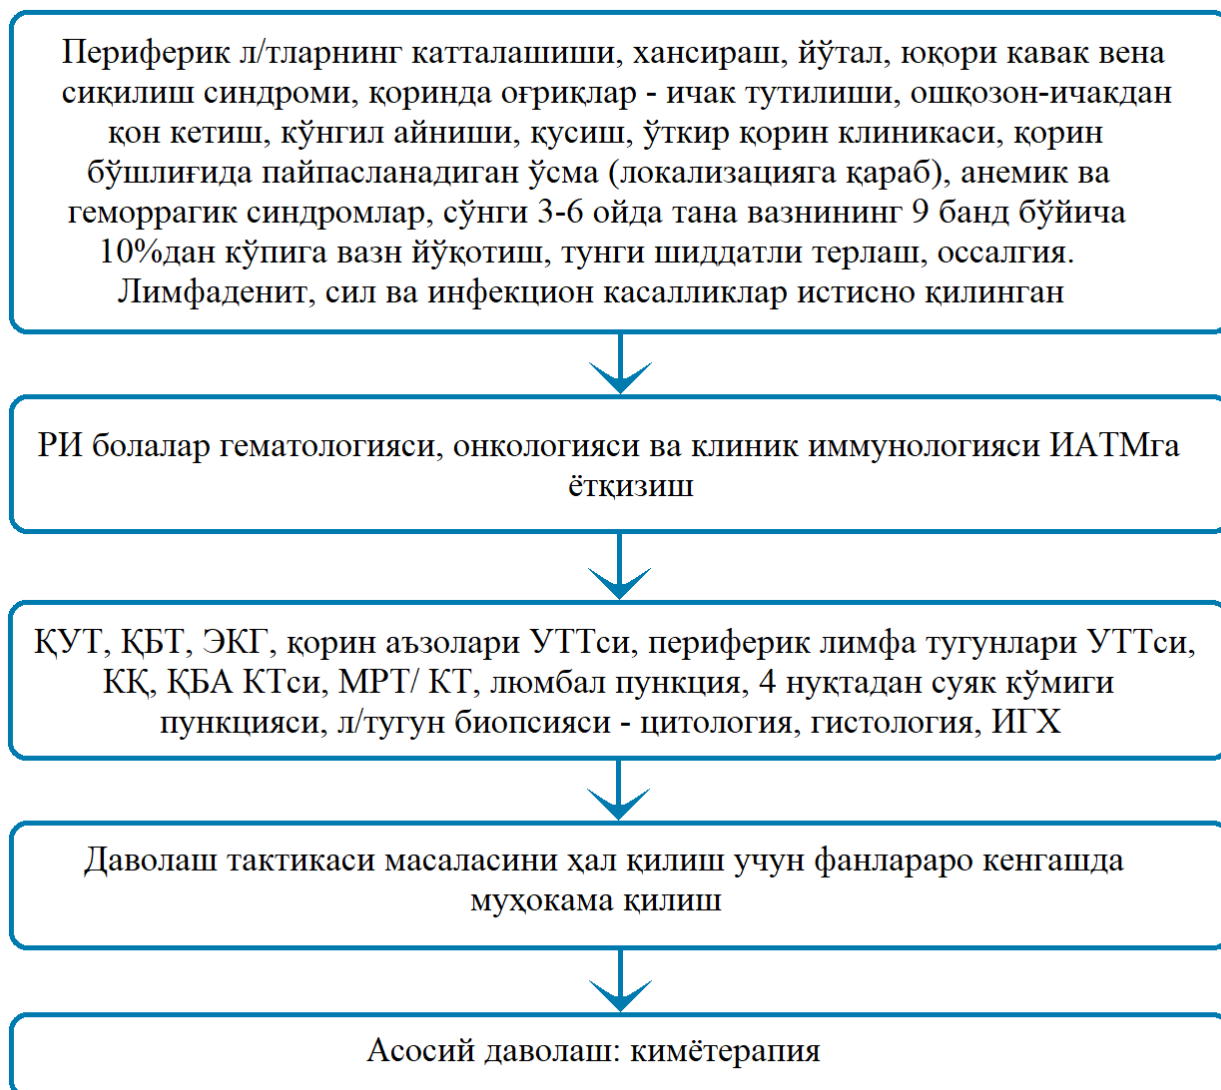 Периферик л/тларнинг катталашиши, хансираш, йўтал, юқори кавак вена
сиқилиш синдроми, қоринда оғриқлар - ичак тутилиши, ошқозон-ичакдан
қон кетиш, кўнгил айниши, қусиш, ўткир қорин клиникаси, қорин
бўшлиғида пайпасланадиган ўсма (локализацияга қараб), анемик ва
геморрагик синдромлар, сўнги 3-6 ойда тана вазнининг 9 банд бўйича
10%дан кўпига вазн йўқотиш, тунги шиддатли терлаш, оссалгия.
Лимфаденит, сил ва инфекцион касалликлар истисно қилинган
РИ болалар гематологияси, онкологияси ва клиник иммунологияси ИАТМга
ётқизиш
ҚУТ, ҚБТ, ЭКГ, қорин аъзолари УТТси, периферик лимфа тугунлари УТТси,
КҚ, ҚБА КТси, МРТ/ КТ, люмбал пункция, 4 нуқтадан суяк кўмиги
пункцияси, л/тугун биопсияси - цитология, гистология, ИГХ
Даволаш тактикаси масаласини ҳал қилиш учун фанлараро кенгашда
муҳокама қилиш
Асосий даволаш: кимётерапия